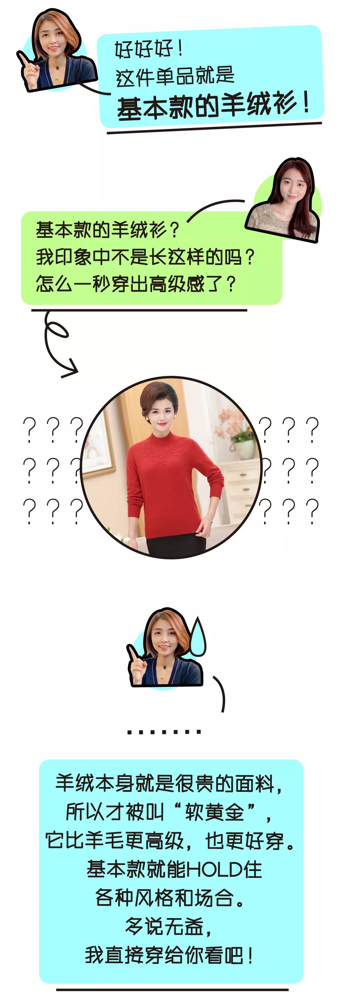 好好好！
这件单品就是
基本款的羊绒衫！
基本款的羊绒衫？
我印象中不是长这样的吗？
怎么一秒穿出高级感了？
？？？ ？？？
？？？ ？？？
？？？ ？？？
.......
羊绒本身就是很贵的面料，
所以才被叫“软黄金”，
它比羊毛更高级，也更好穿。
基本款就能HOLD住
各种风格和场合。
多说无益，
我直接穿给你看吧！